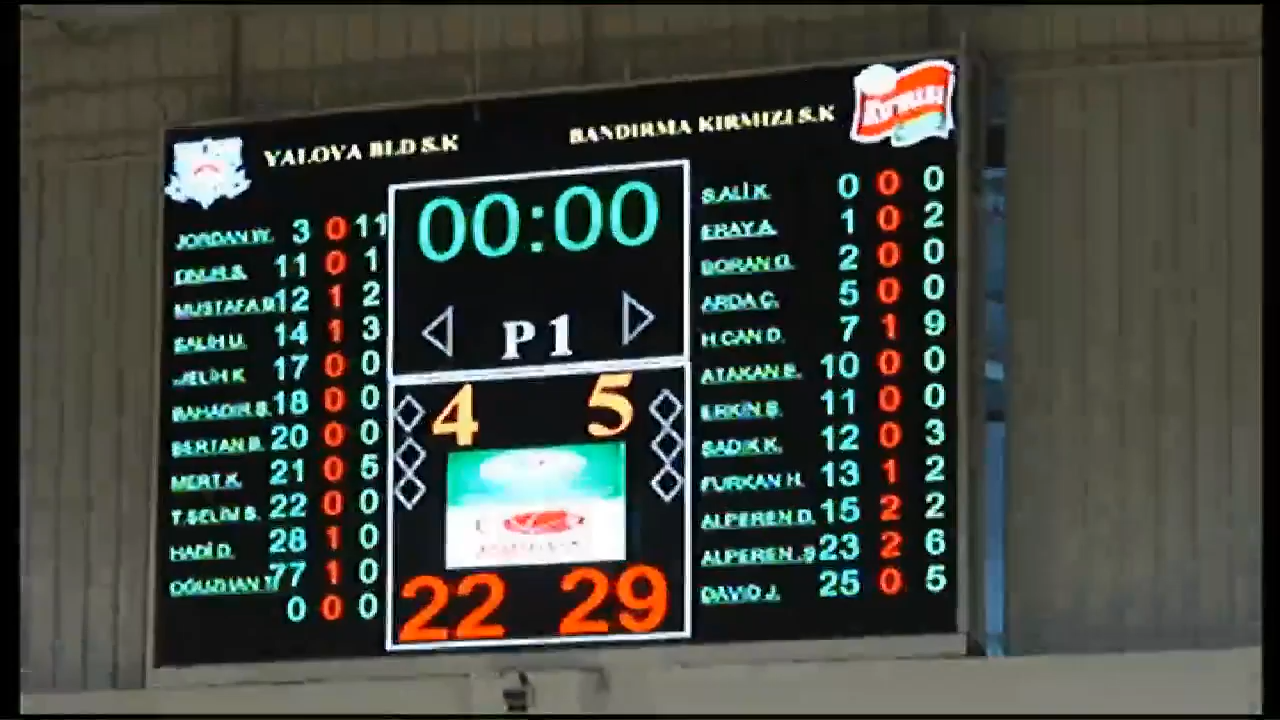 YALOVA BLD S.K
BANDIRMA KIRMIZI S.K
Kırmızı
00:00
P1
4 5
22 29
JORDAN W. 3 0 11
ONUR S. 11 0 1
MUSTAFA B 12 1 2
SALİH U. 14 1 3
MELİH K 17 0 0
BAHADIR S. 18 0 0
BERTAN B. 20 0 0
MERT K. 21 0 5
T.SELİM S. 22 0 0
HADİ D. 28 1 0
OĞUZHAN T. 77 1 0
0 0 0
S.ALİ K. 0 0 0
ERAY A. 1 0 2
BORAN G. 2 0 0
ARDA Ç. 5 0 0
H.CAN D. 7 1 9
ATAKAN E. 10 0 0
ERKİN S. 11 0 0
SADIK K. 12 0 3
FURKAN H. 13 1 2
ALPEREN D. 15 2 2
ALPEREN .Ş 23 2 6
DAVID J. 25 0 5